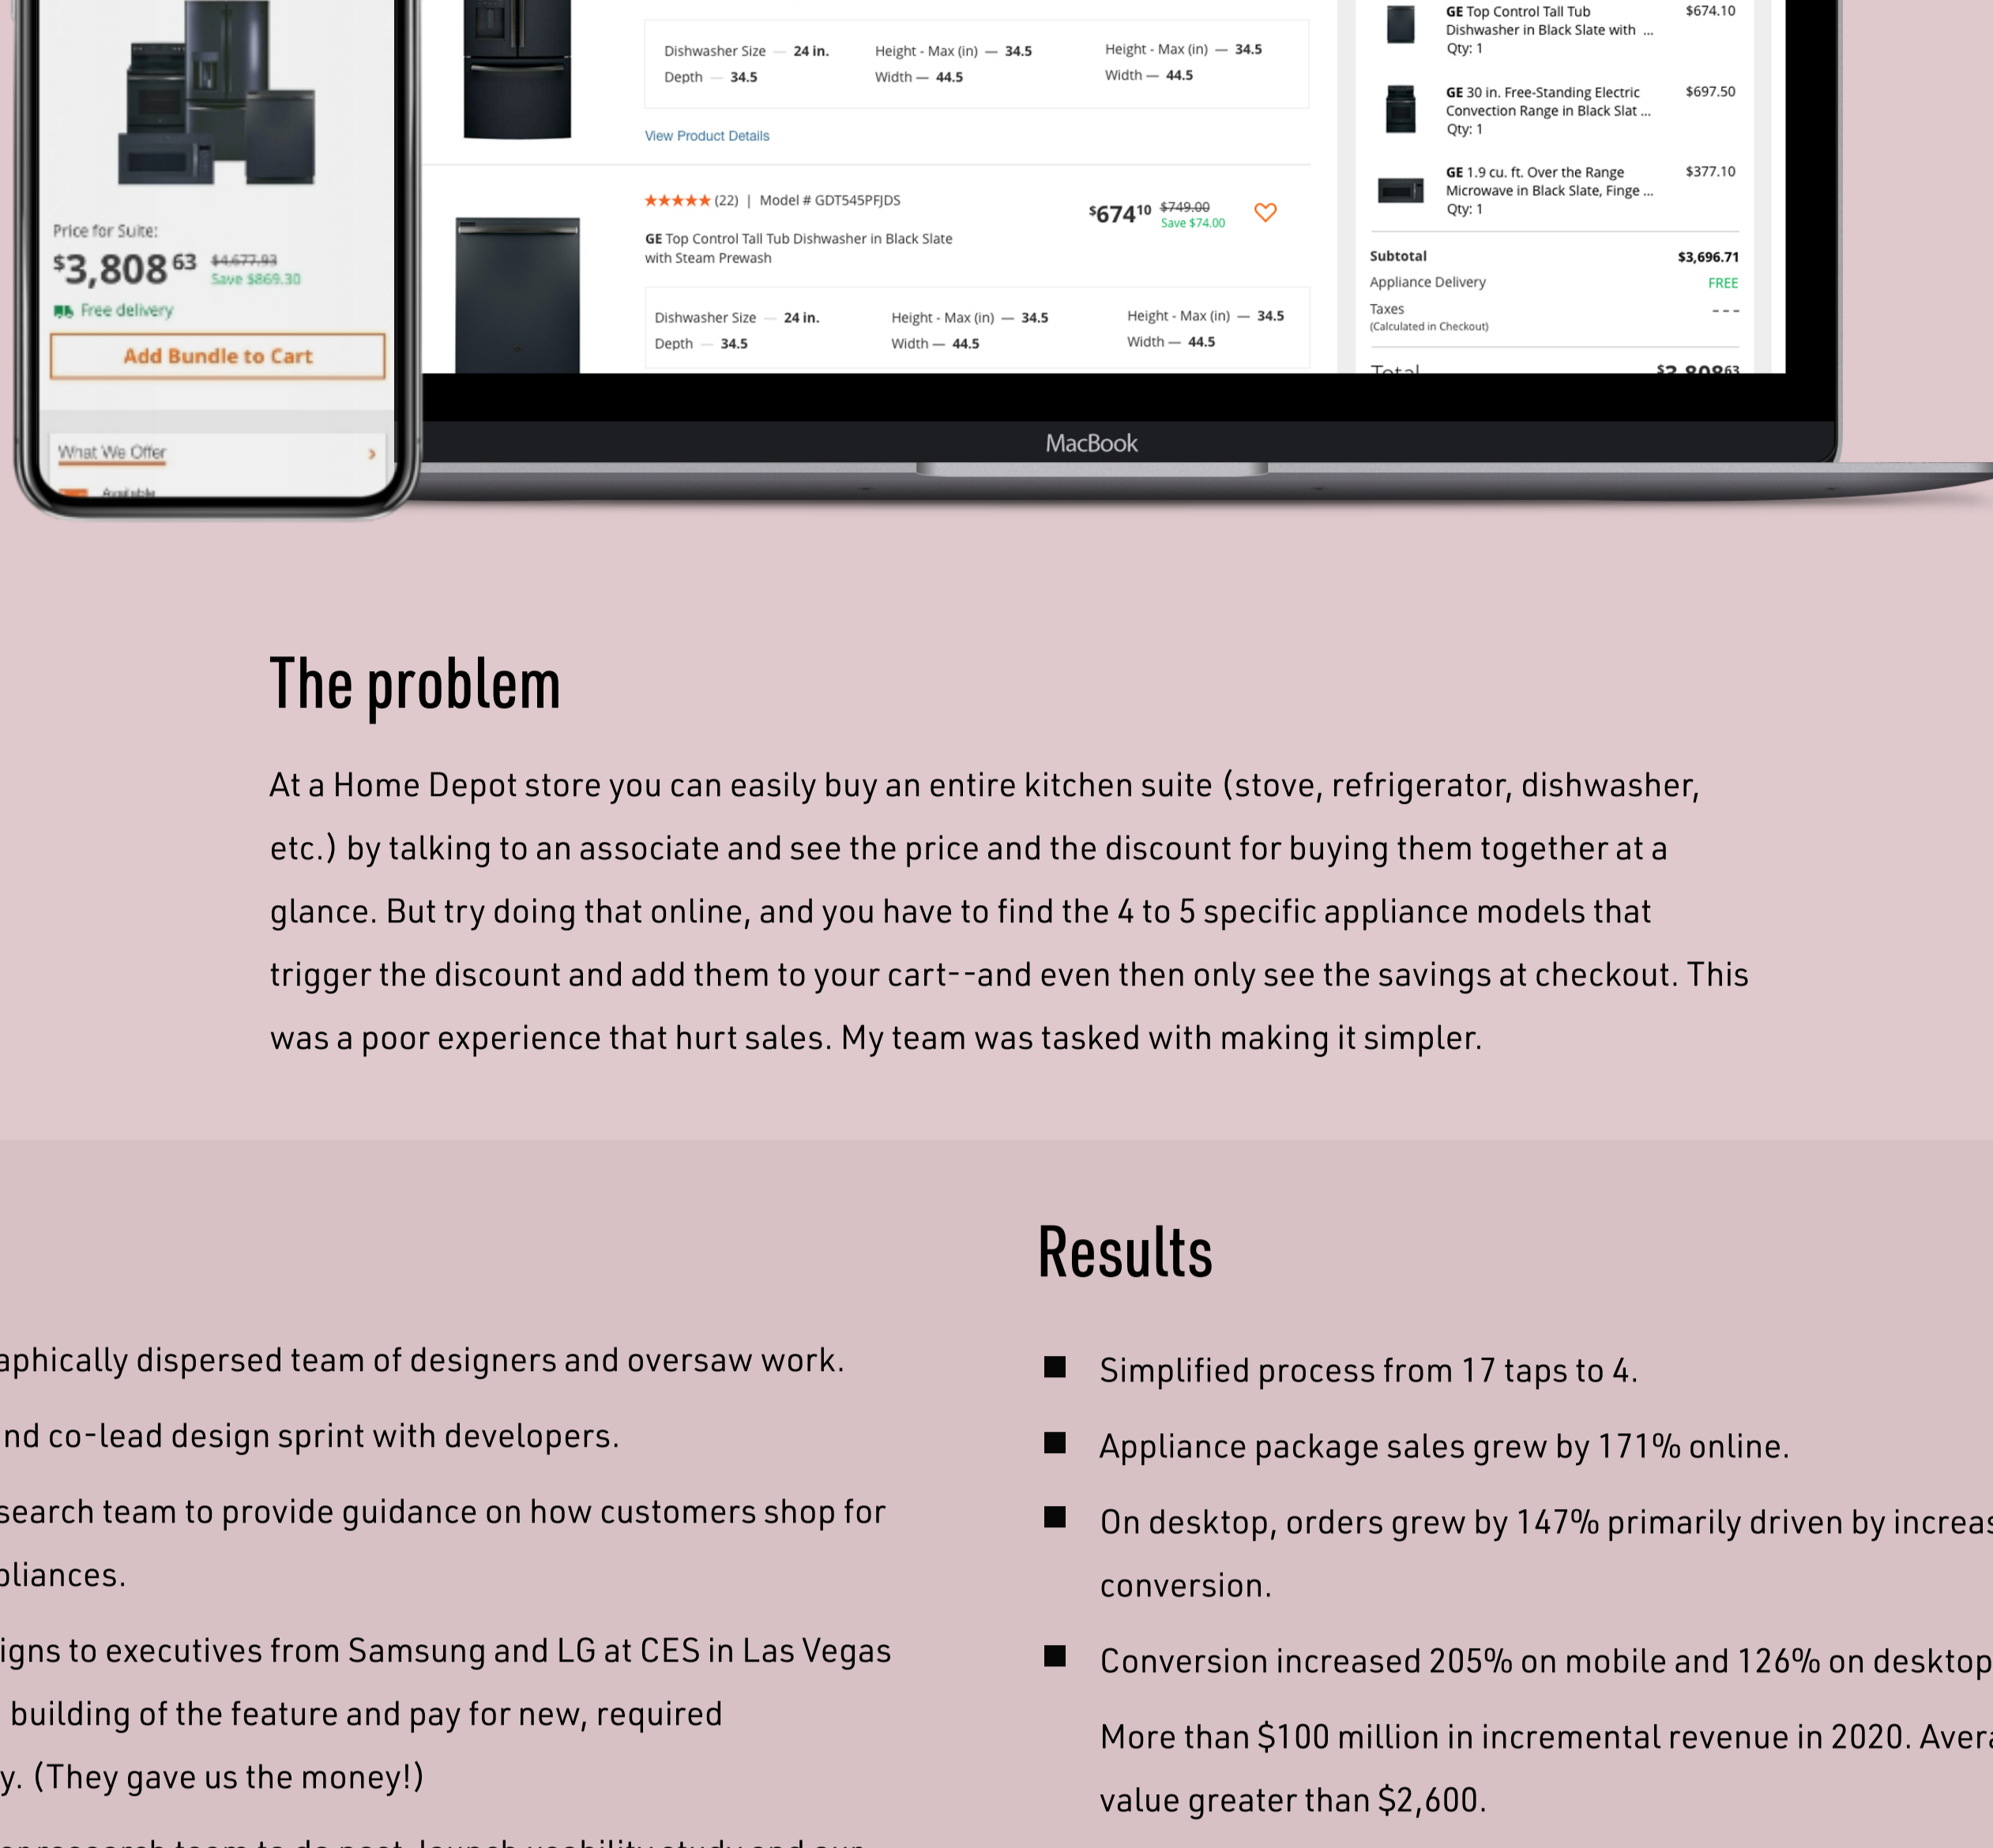 Price for Suite:
$3,808 63 $4,677.93
Save $869.30
Free delivery
Add Bundle to Cart
What We Offer
Available
Dishwasher Size — 24 in. Height - Max (in) — 34.5 Height - Max (in) — 34.5
Depth — 34.5 Width — 44.5 Width — 44.5
View Product Details
(22) | Model # GDT545PFJDS
$674 10 $749.00
Save $74.00
GE Top Control Tall Tub Dishwasher in Black Slate
with Steam Prewash
Dishwasher Size — 24 in. Height - Max (in) — 34.5 Height - Max (in) — 34.5
Depth — 34.5 Width — 44.5 Width — 44.5
GE Top Control Tall Tub $674.10
Dishwasher in Black Slate with ...
Qty: 1
GE 30 in. Free-Standing Electric $697.50
Convection Range in Black Slat ...
Qty: 1
GE 1.9 cu. ft. Over the Range $377.10
Microwave in Black Slate, Finge ...
Qty: 1
Subtotal $3,696.71
Appliance Delivery FREE
Taxes ---
(Calculated in Checkout)
Total $3,808 63
MacBook
The problem
At a Home Depot store you can easily buy an entire kitchen suite (stove, refrigerator, dishwasher,
etc.) by talking to an associate and see the price and the discount for buying them together at a
glance. But try doing that online, and you have to find the 4 to 5 specific appliance models that
trigger the discount and add them to your cart--and even then only see the savings at checkout. This
was a poor experience that hurt sales. My team was tasked with making it simpler.
aphically dispersed team of designers and oversaw work.
nd co-lead design sprint with developers.
search team to provide guidance on how customers shop for
pliances.
igns to executives from Samsung and LG at CES in Las Vegas
building of the feature and pay for new, required
y. (They gave us the money!)
research team to do post-launch usability study and
Results
■ Simplified process from 17 taps to 4.
■ Appliance package sales grew by 171% online.
■ On desktop, orders grew by 147% primarily driven by increas
conversion.
■ Conversion increased 205% on mobile and 126% on desktop
More than $100 million in incremental revenue in 2020. Avera
value greater than $2,600.